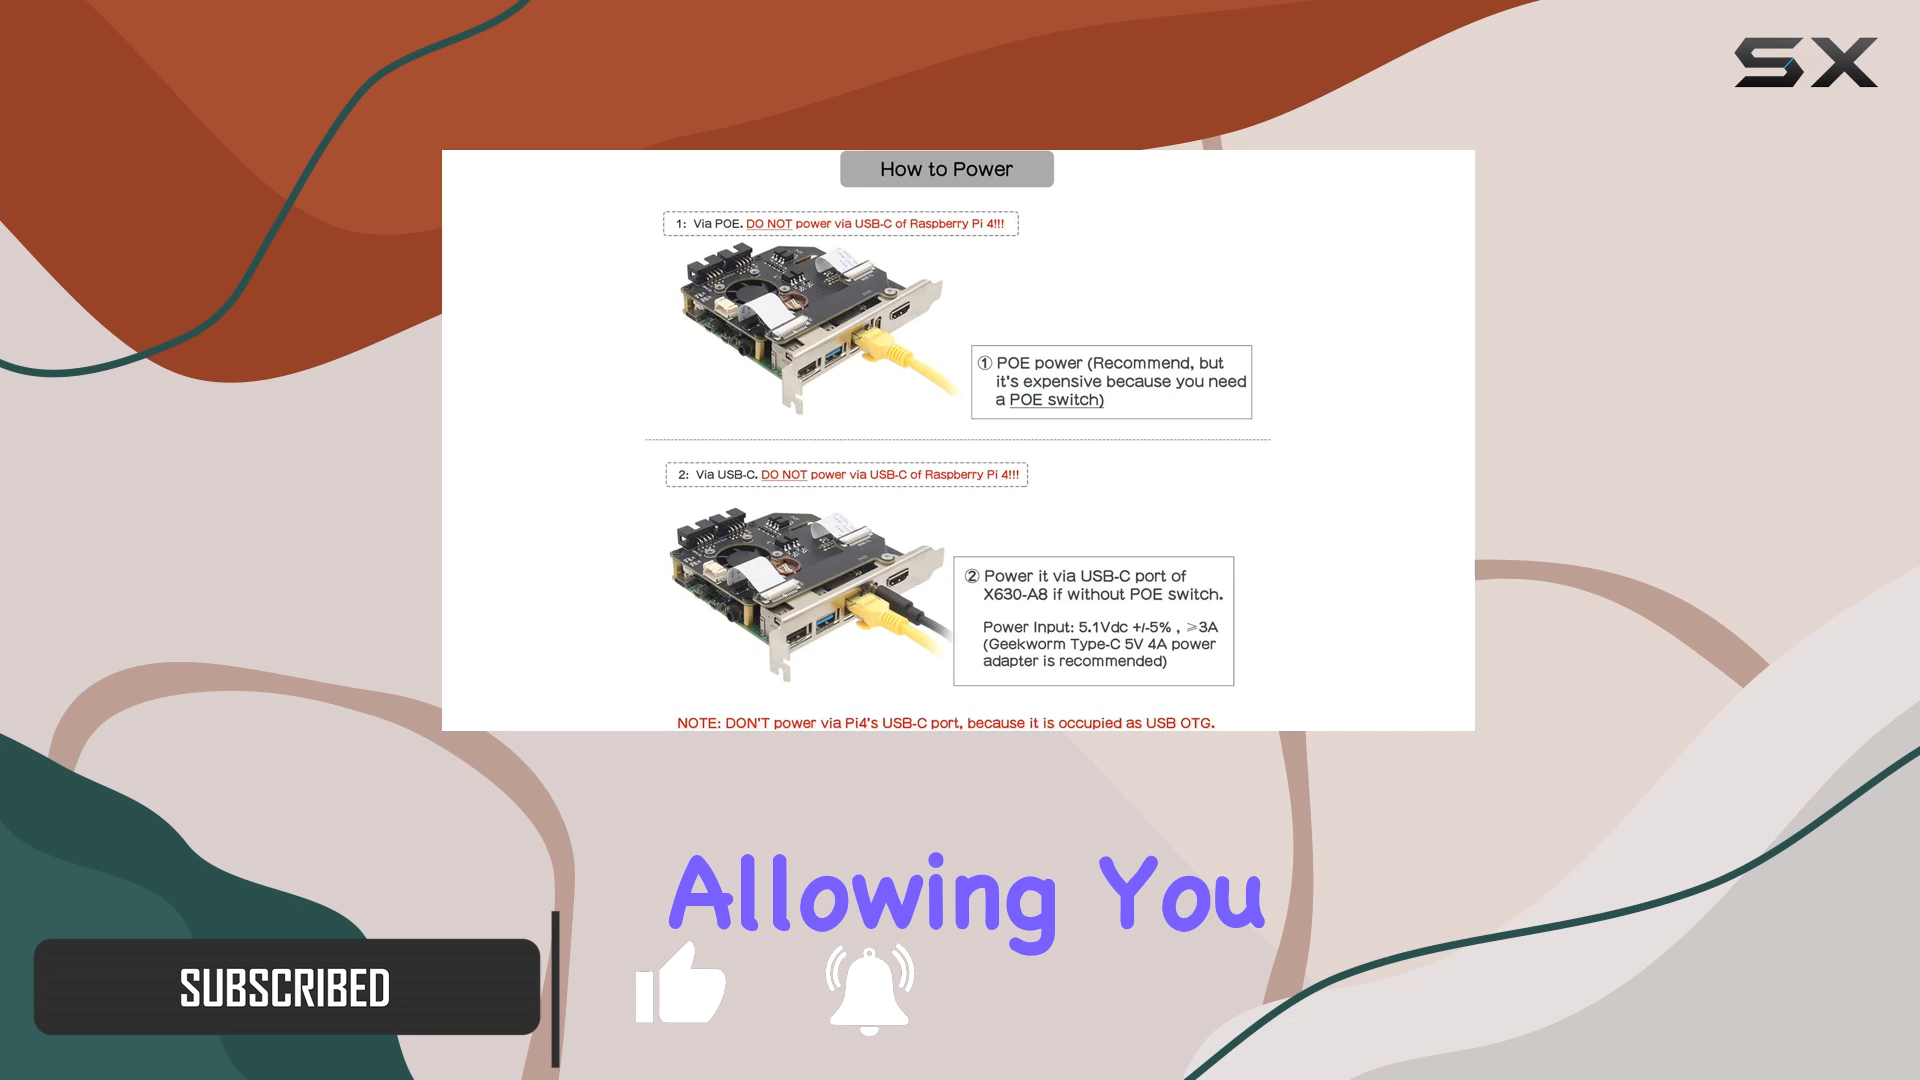 SX
How to Power
1: Via POE. DO NOT power via USB-C of Raspberry Pi 4!!!
① POE power (Recommend, but
it's expensive because you need
a POE switch)
2: Via USB-C. DO NOT power via USB-C of Raspberry Pi 4!!!
② Power it via USB-C port of
X630-A8 if without POE switch.
Power Input: 5.1Vdc +/-5% , ≥3A
(Geekworm Type-C 5V 4A power
adapter is recommended)
NOTE: DON'T power via Pi4's USB-C port, because it is occupied as USB OTG.
Allowing You
SUBSCRIBED